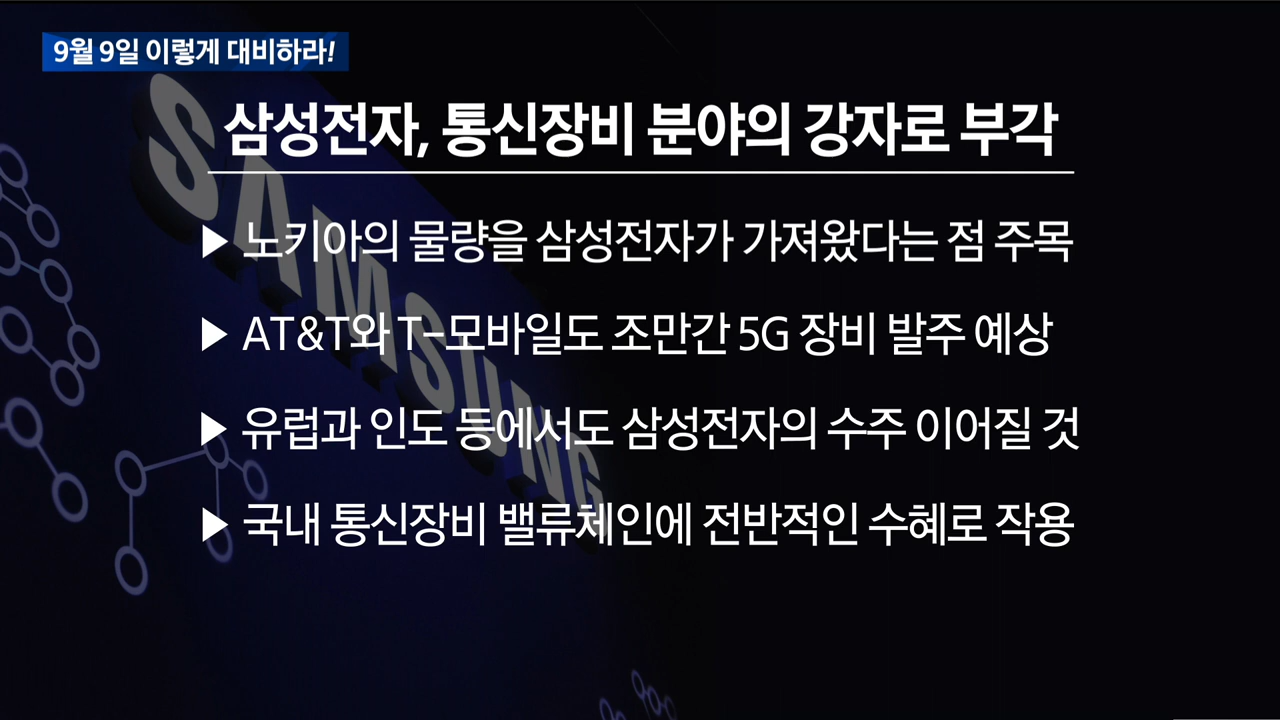 9월 9일 이렇게 대비하라!
삼성전자, 통신장비 분야의 강자로 부각
▶ 노키아의 물량을 삼성전자가 가져왔다는 점 주목
▶ AT&T와 T-모바일도 조만간 5G 장비 발주 예상
▶ 유럽과 인도 등에서도 삼성전자의 수주 이어질 것
▶ 국내 통신장비 밸류체인에 전반적인 수혜로 작용
SAMSUNG